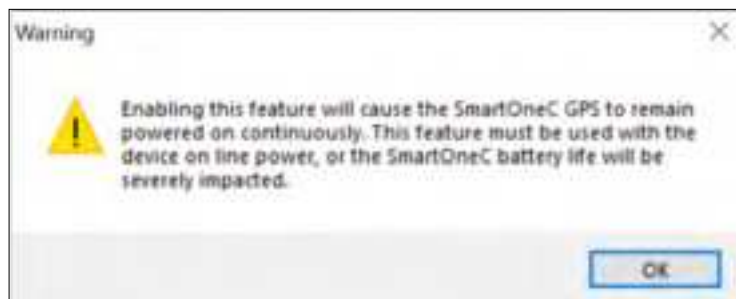 Warning
Enabling this feature will cause the SmartOneC GPS to remain
powered on continuously. This feature must be used with the
device on line power, or the SmartOneC battery life will be
severely impacted.
OK